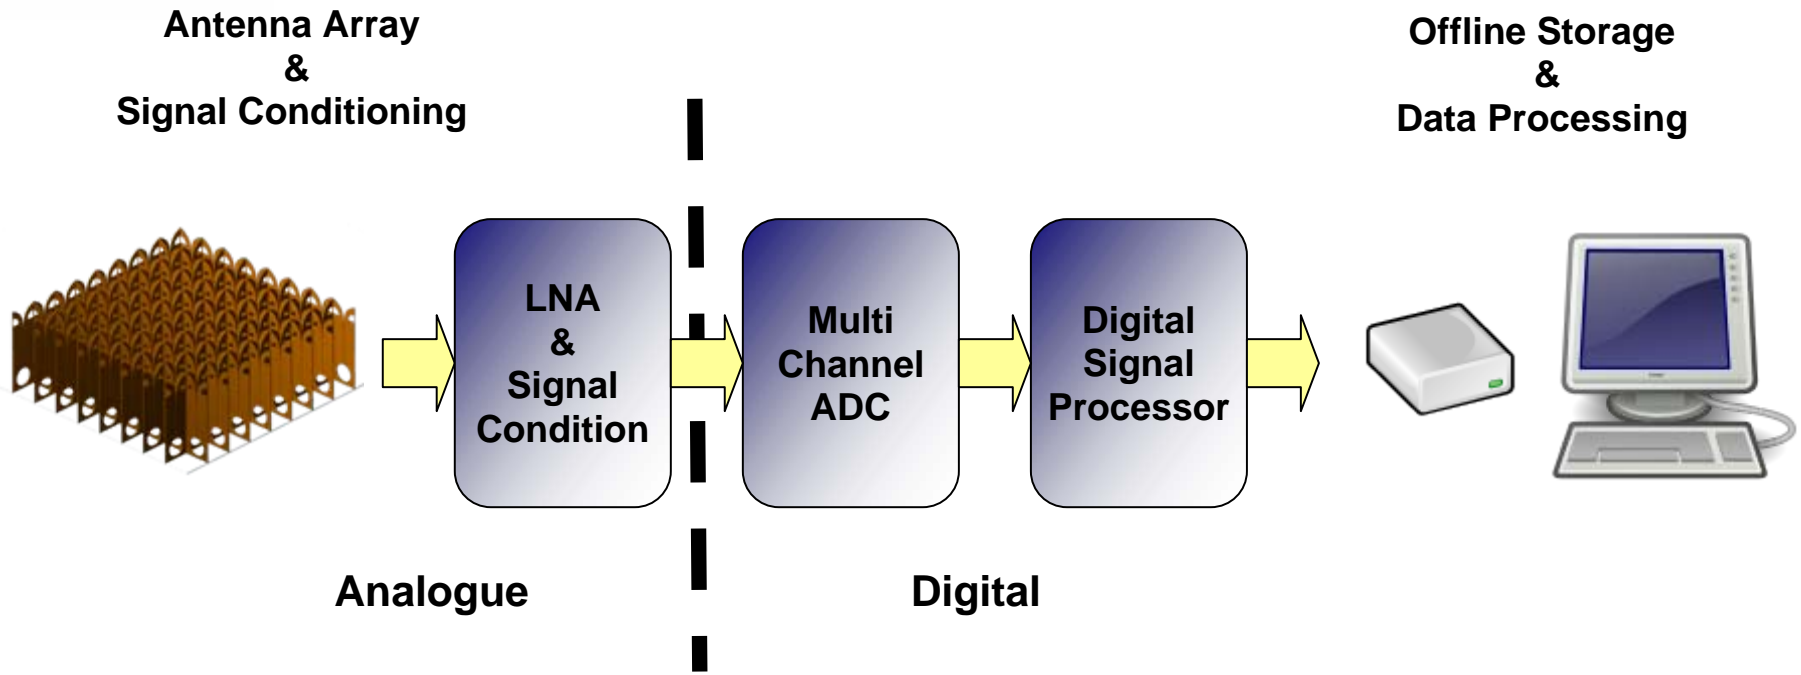 Antenna Array
&
Signal Conditioning
Offline Storage
&
Data Processing
LNA
&
Signal
Condition
Multi
Channel
ADC
Digital
Signal
Processor
Analogue
Digital